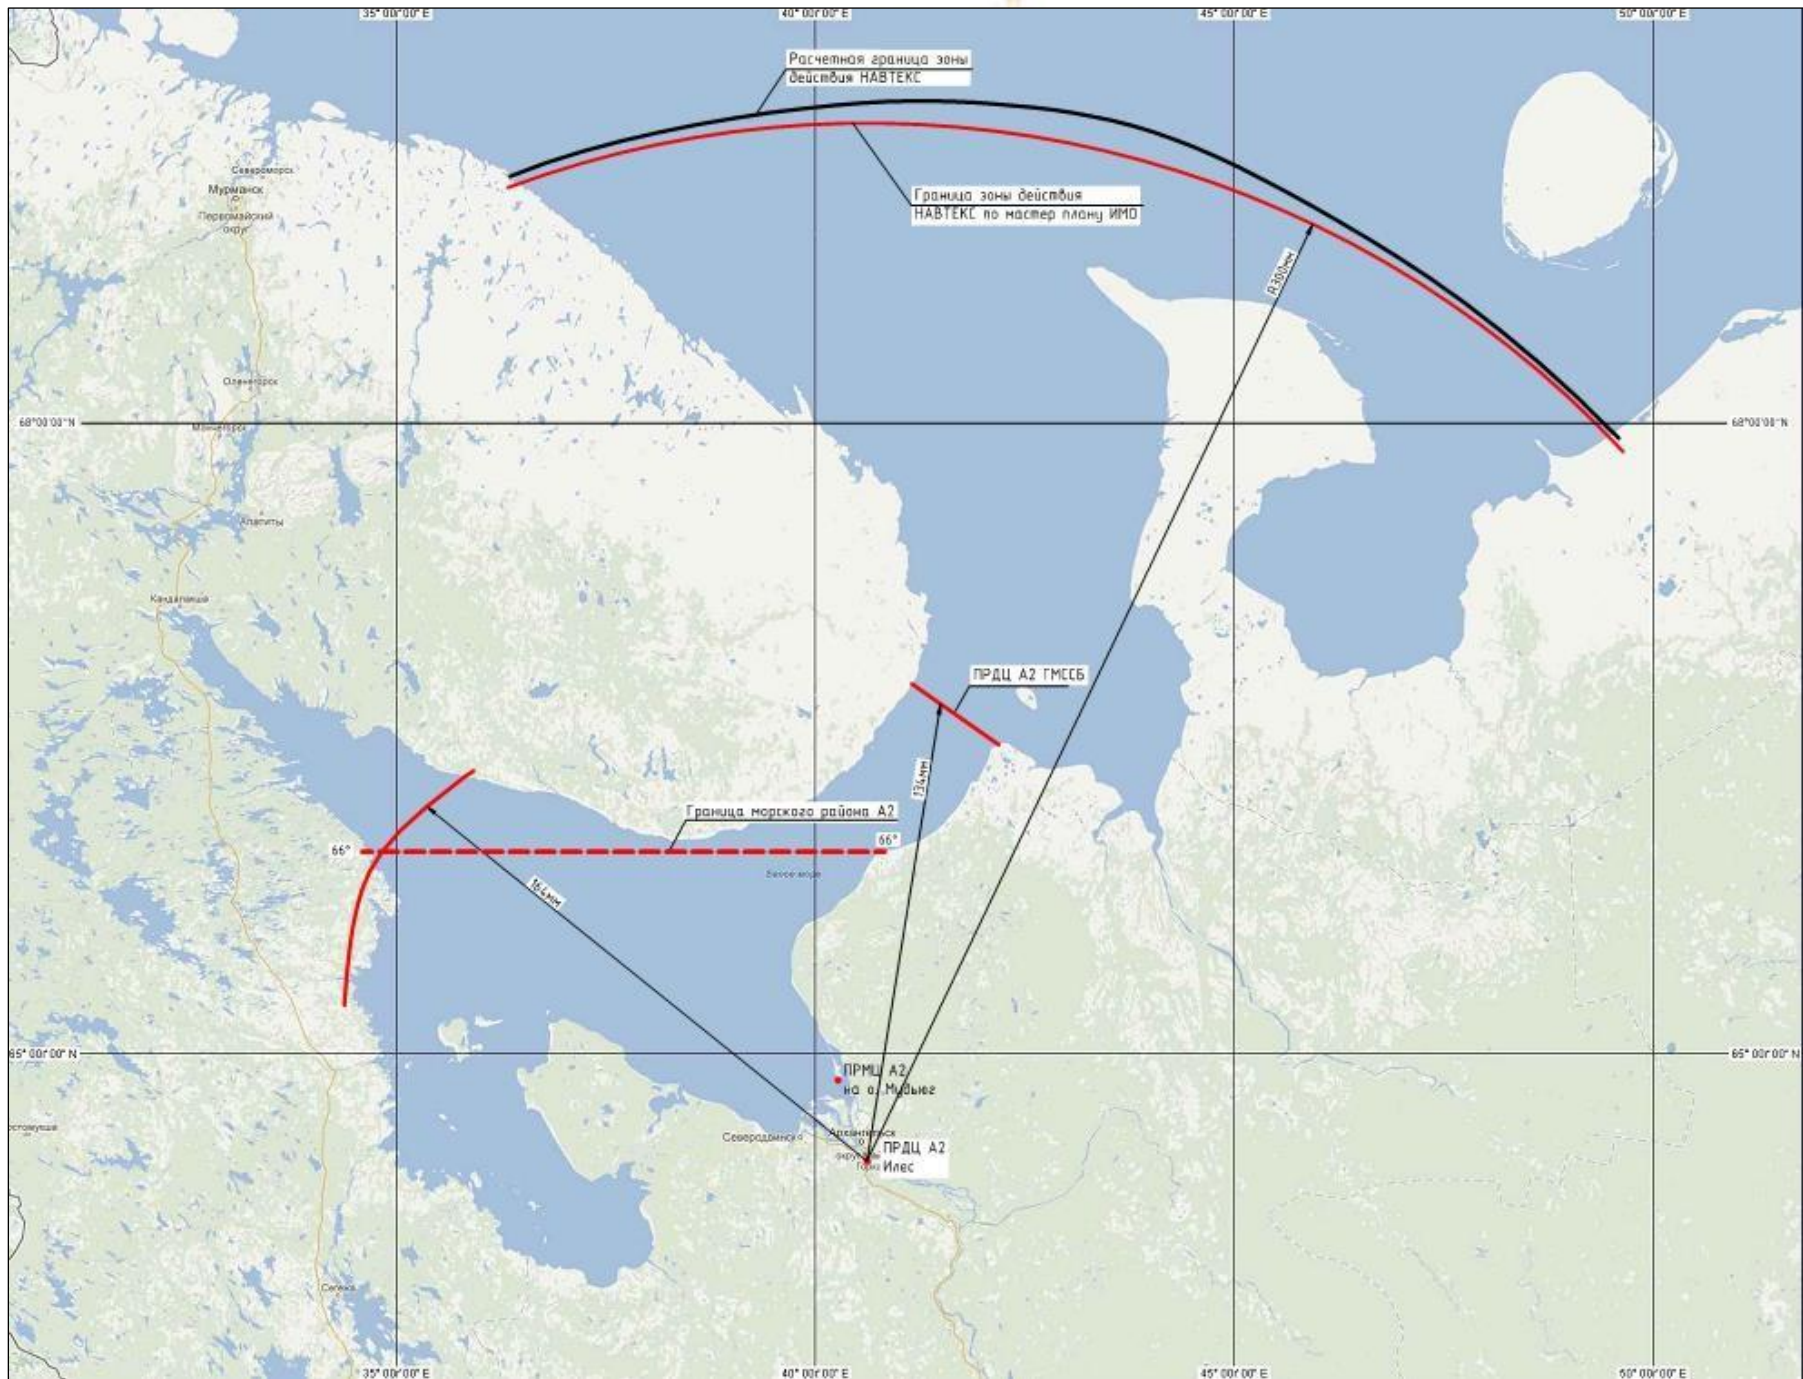 35°00'00" E
40°00'00" E
45°00'00" E
50°00'00" E
Расчетная граница зоны
действия НАВТЕКС
Североморск
Мурманск
Первомайский
округ
Граница зоны действия
НАВТЕКС по мастер плану ИМО
R300мм
Оленегорск
68°00'00"N
68°00'00"N
Мончегорск
Апатиты
Кандалакша
ПРДЦ А2 ГМССБ
134мм
Граница морского района А2
66°
66°
Белое море
164мм
65°00'00" N
65°00'00" N
ПРМЦ А2
на о. Мудьюг
остомукша
Северодвинск
Архангельск
округ
ПРДЦ А2
Илес
Сегежа
35°00'00" E
40°00'00" E
45°00'00" E
50°00'00" E